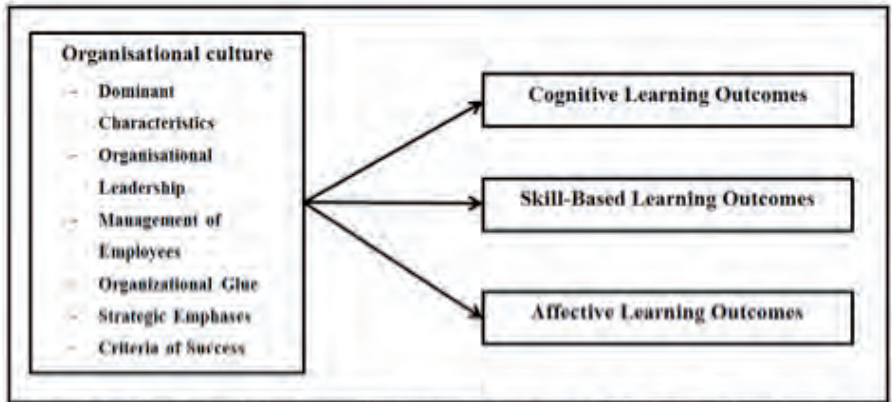 Organisational culture
- Dominant
Characteristics
- Organisational
Leadership
- Management of
Employees
- Organizational Glue
- Strategic Emphases
- Criteria of Success
Cognitive Learning Outcomes
Skill-Based Learning Outcomes
Affective Learning Outcomes